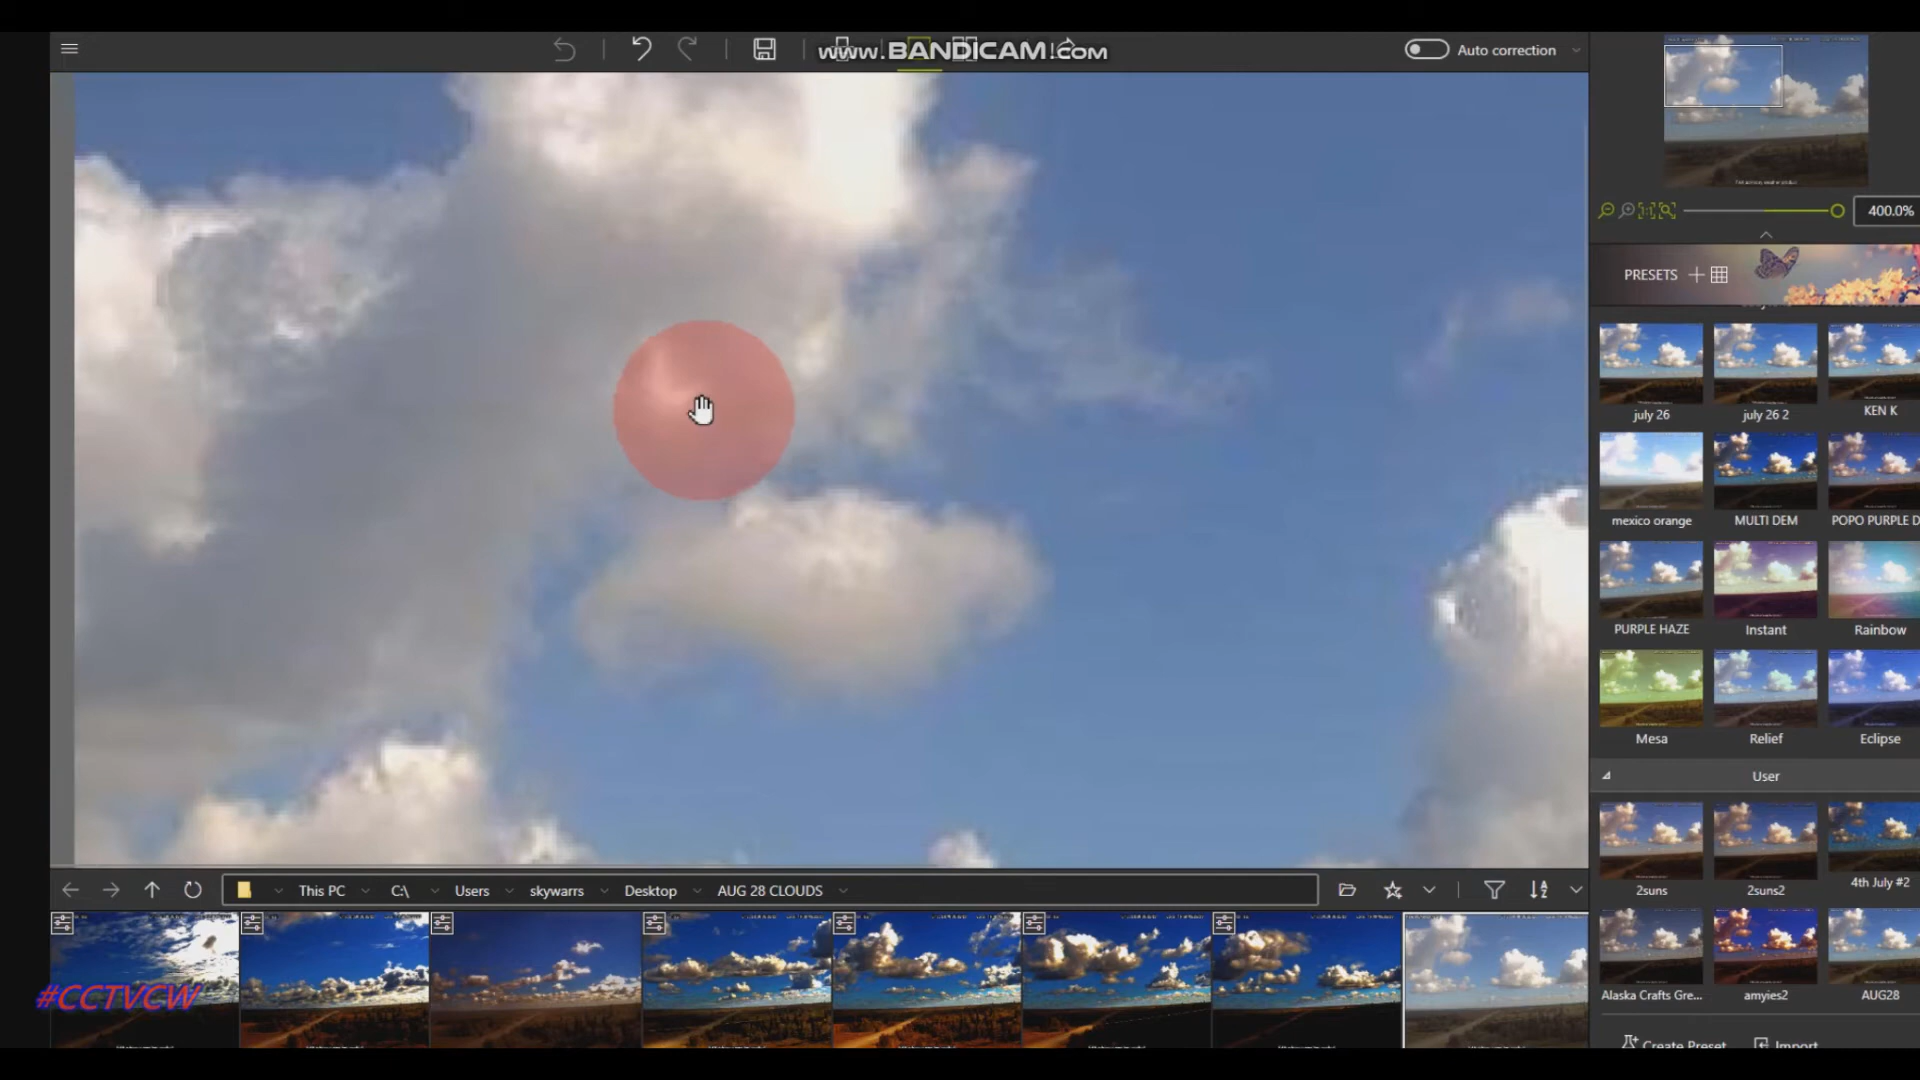 www.BANDICAM.com
Auto correction
400.0%
PRESETS
july 26
july 26 2
KEN K
mexico orange
MULTI DEM
POPO PURPLE D
PURPLE HAZE
Instant
Rainbow
Mesa
Relief
Eclipse
User
2suns
2suns2
4th July #2
Alaska Crafts Gre...
amyies2
AUG28
Create Preset
Import
This PC
C:\
Users
skywarrs
Desktop
AUG 28 CLOUDS
#CCTVCW